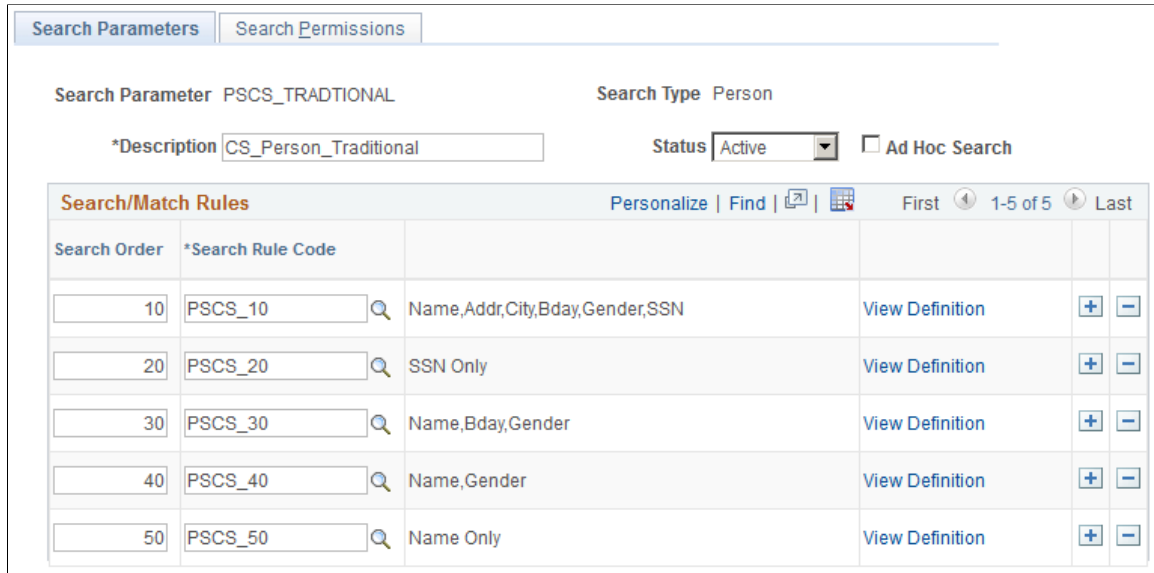 Search Parameters Search Permissions
Search Parameter PSCS_TRADTIONAL Search Type Person
*Description CS_Person_Traditional Status Active Ad Hoc Search
Search/Match Rules Personalize | Find | | First 1-5 of 5 Last
Search Order *Search Rule Code
10 PSCS_10 Name,Addr,City,Bday,Gender,SSN View Definition + −
20 PSCS_20 SSN Only View Definition + −
30 PSCS_30 Name,Bday,Gender View Definition + −
40 PSCS_40 Name,Gender View Definition + −
50 PSCS_50 Name Only View Definition + −